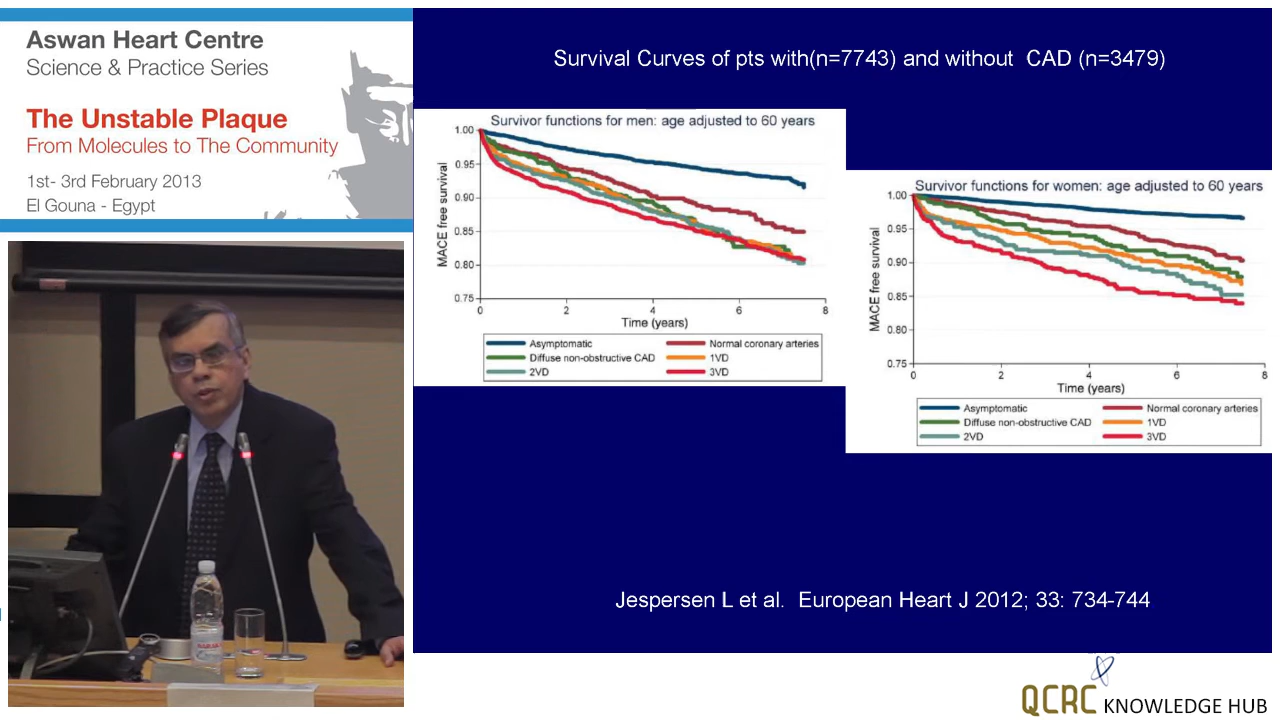 Aswan Heart Centre
Science & Practice Series
The Unstable Plaque
From Molecules to The Community
1st- 3rd February 2013
El Gouna - Egypt
Survival Curves of pts with(n=7743) and without CAD (n=3479)
Survivor functions for men: age adjusted to 60 years
MACE free survival
1.00
0.95
0.90
0.85
0.80
0.75
0 2 4 6 8
Time (years)
Asymptomatic Normal coronary arteries
Diffuse non-obstructive CAD 1VD
2VD 3VD
Survivor functions for women: age adjusted to 60 years
MACE free survival
1.00
0.95
0.90
0.85
0.80
0.75
0 2 4 6 8
Time (years)
Asymptomatic Normal coronary arteries
Diffuse non-obstructive CAD 1VD
2VD 3VD
Jespersen L et al. European Heart J 2012; 33: 734-744
QCRC KNOWLEDGE HUB